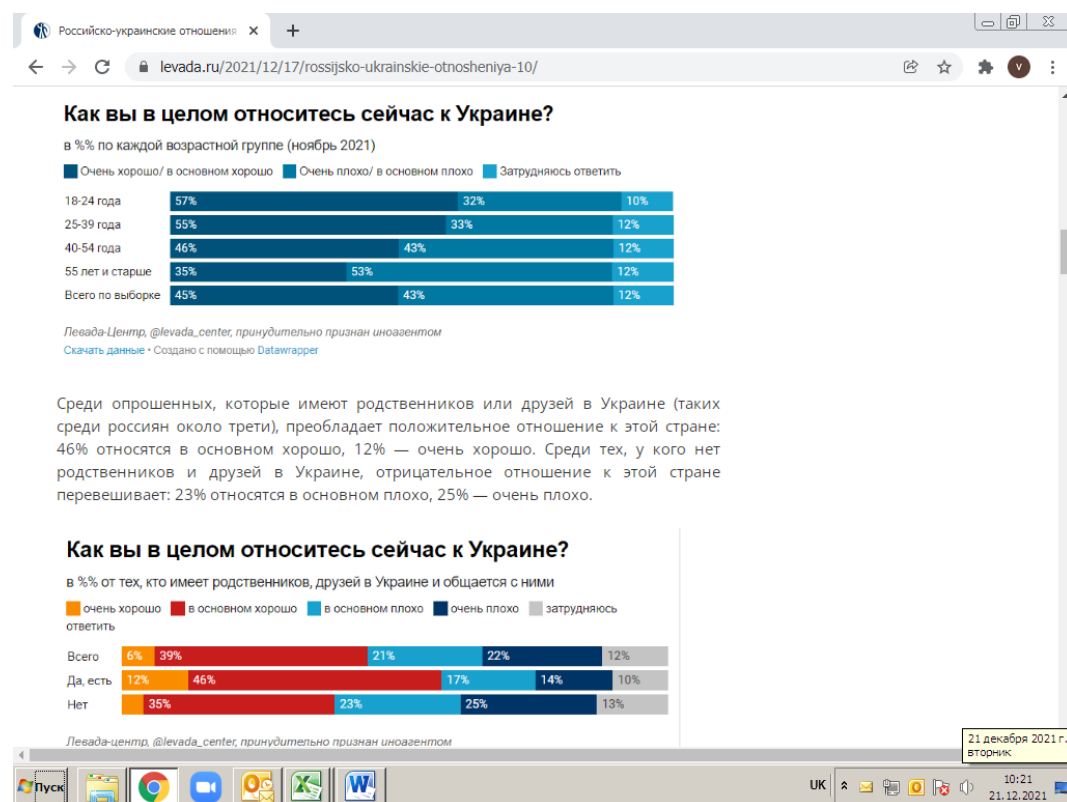 Российско-украинские отношения
levada.ru/2021/12/17/rossijsko-ukrainskie-otnosheniya-10/
V
Как вы в целом относитесь сейчас к Украине?
в %% по каждой возрастной группе (ноябрь 2021)
Очень хорошо/ в основном хорошо Очень плохо/ в основном плохо Затрудняюсь ответить
18-24 года 57% 32% 10%
25-39 года 55% 33% 12%
40-54 года 46% 43% 12%
55 лет и старше 35% 53% 12%
Всего по выборке 45% 43% 12%
Левада-Центр, @levada_center, принудительно признан иноагентом
Скачать данные • Создано с помощью Datawrapper
Среди опрошенных, которые имеют родственников или друзей в Украине (таких
среди россиян около трети), преобладает положительное отношение к этой стране:
46% относятся в основном хорошо, 12% — очень хорошо. Среди тех, у кого нет
родственников и друзей в Украине, отрицательное отношение к этой стране
перевешивает: 23% относятся в основном плохо, 25% — очень плохо.
Как вы в целом относитесь сейчас к Украине?
в %% от тех, кто имеет родственников, друзей в Украине и общается с ними
очень хорошо в основном хорошо в основном плохо очень плохо затрудняюсь
ответить
Всего 6% 39% 21% 22% 12%
Да, есть 12% 46% 17% 14% 10%
Нет 35% 23% 25% 13%
Левада-центр, @levada_center, принудительно признан иноагентом
21 декабря 2021 г.
вторник
Пуск UK 10:21
21.12.2021